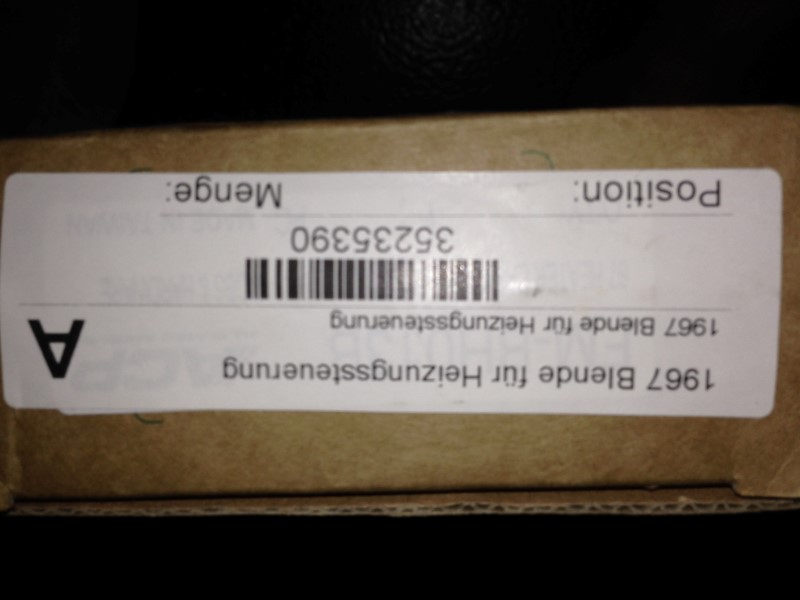 1967 Blende für Heizungssteuerung
1967 Blende für Heizungssteuerung
A
35235390
Position: Menge: